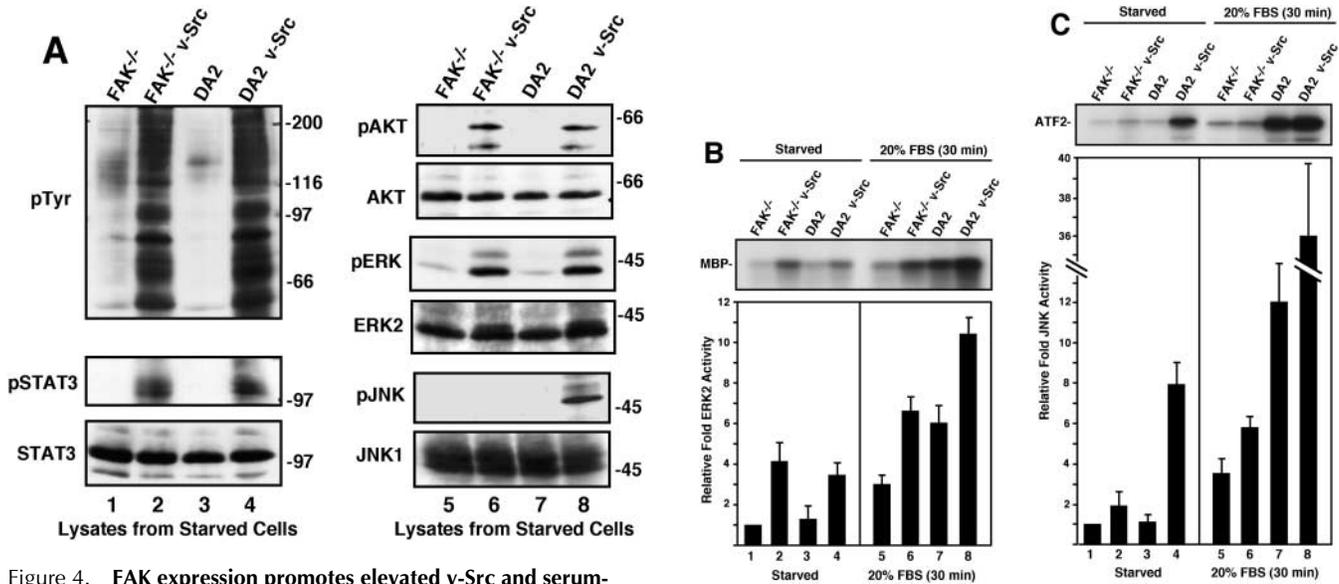 A
FAK-/-
FAK-/- v-Src
DA2
DA2 v-Src
pTyr
-200
-116
-97
-66
pSTAT3
-97
STAT3
-97
1 2 3 4
Lysates from Starved Cells
FAK-/-
FAK-/- v-Src
DA2
DA2 v-Src
pAKT
-66
AKT
-66
pERK
-45
ERK2
-45
pJNK
-45
JNK1
-45
5 6 7 8
Lysates from Starved Cells
B
Starved 20% FBS (30 min)
FAK-/-
FAK-/- v-Src
DA2
DA2 v-Src
FAK-/-
FAK-/- v-Src
DA2
DA2 v-Src
MBP-
Relative Fold ERK2 Activity
12
10
8
6
4
2
1 2 3 4 5 6 7 8
Starved 20% FBS (30 min)
C
Starved 20% FBS (30 min)
FAK-/-
FAK-/- v-Src
DA2
DA2 v-Src
FAK-/-
FAK-/- v-Src
DA2
DA2 v-Src
ATF2-
Relative Fold JNK Activity
40
38
36
34
10
8
6
4
2
1 2 3 4 5 6 7 8
Starved 20% FBS (30 min)
Figure 4. FAK expression promotes elevated v-Src and serum-